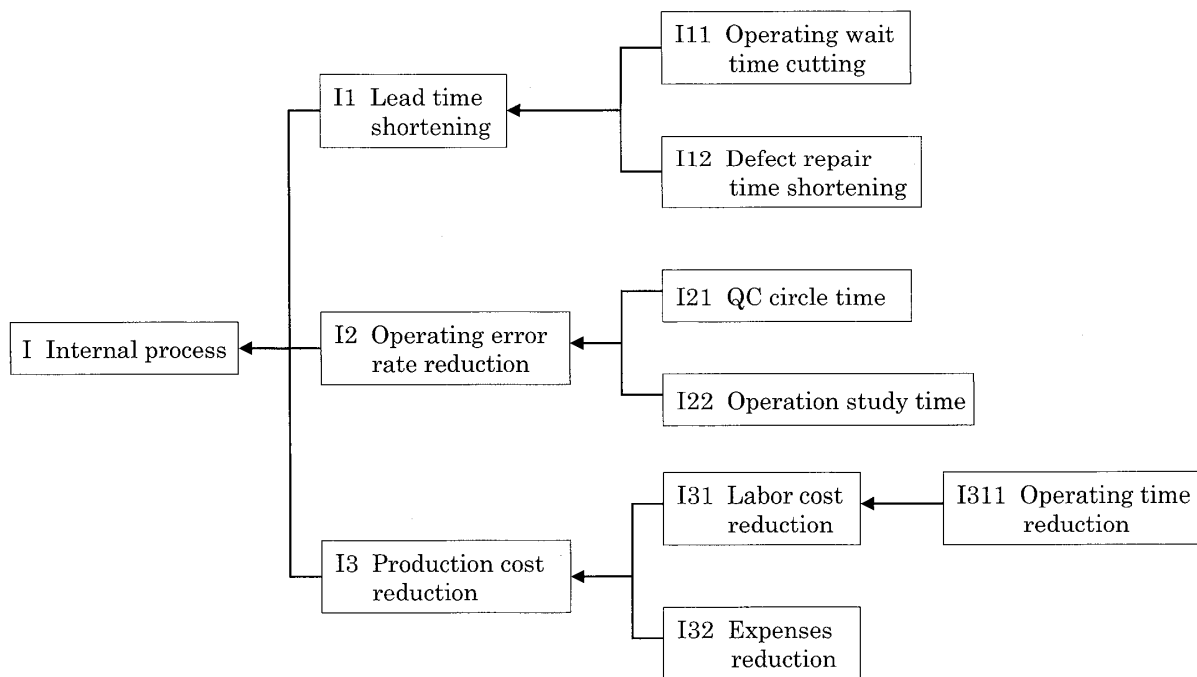 I11 Operating wait
time cutting
I1 Lead time
shortening
I12 Defect repair
time shortening
I21 QC circle time
I Internal process
I2 Operating error
rate reduction
I22 Operation study time
I31 Labor cost
reduction
I311 Operating time
reduction
I3 Production cost
reduction
I32 Expenses
reduction